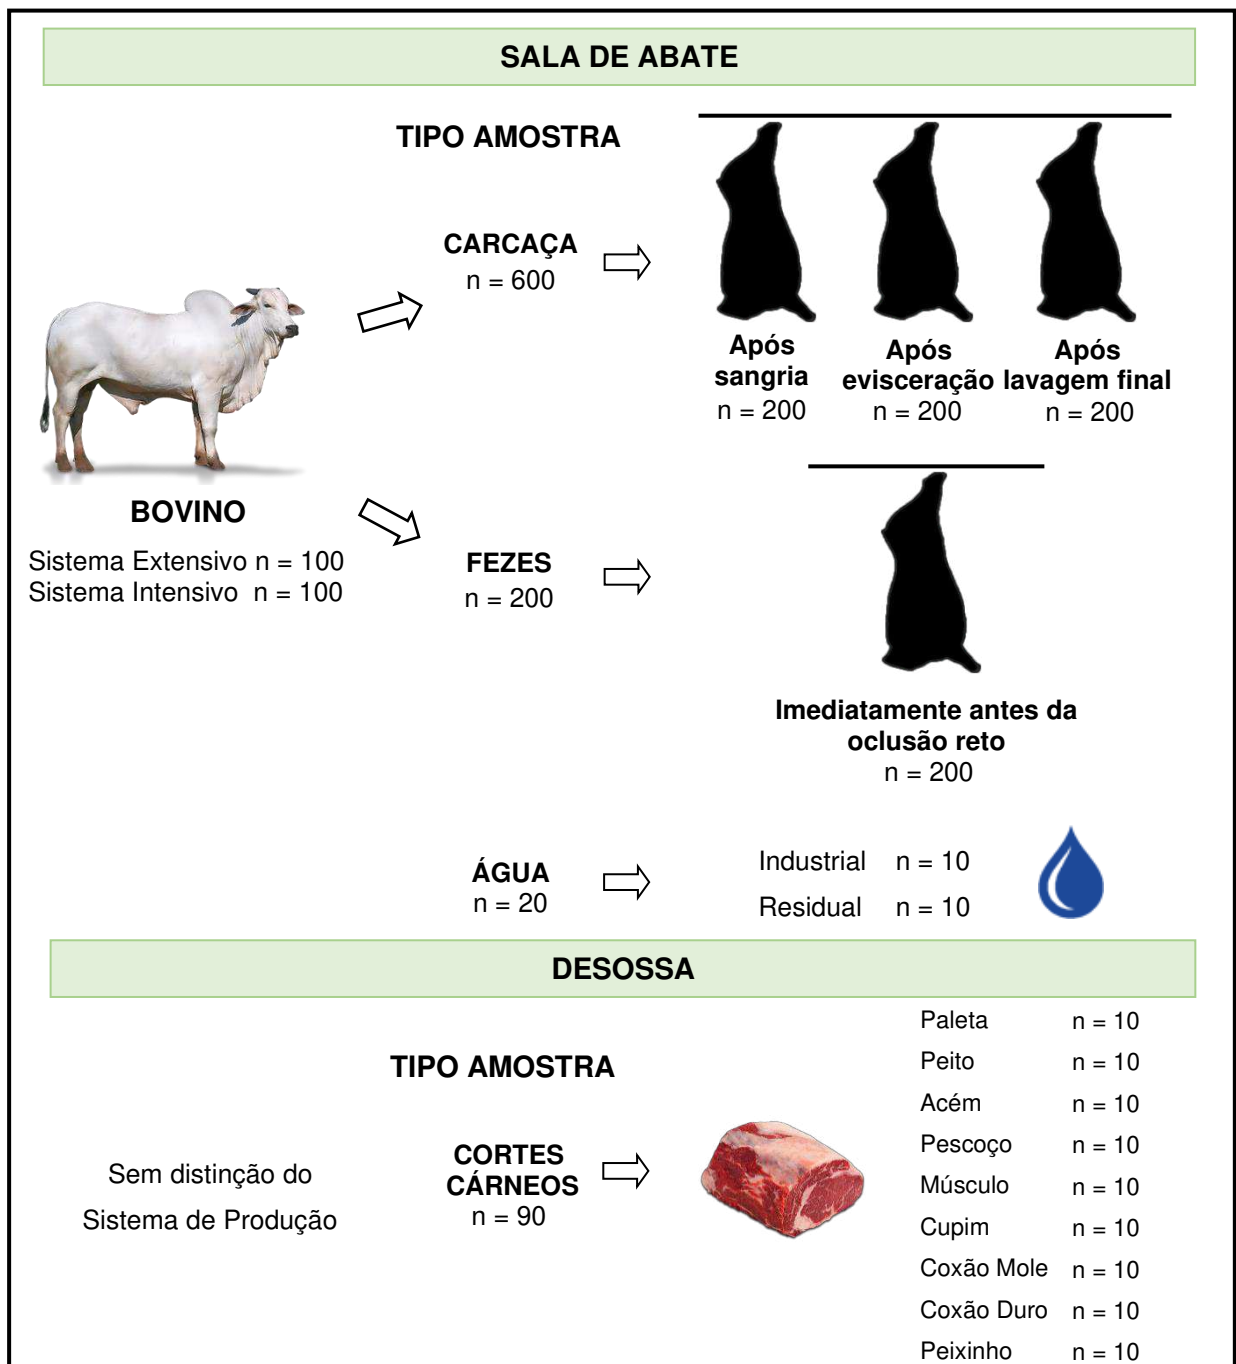 SALA DE ABATE
TIPO AMOSTRA
CARCAÇA
n = 600
Após
sangria
n = 200
Após
evisceração
n = 200
Após
lavagem final
n = 200
BOVINO
Sistema Extensivo n = 100
Sistema Intensivo n = 100
FEZES
n = 200
Imediatamente antes da
oclusão reto
n = 200
ÁGUA
n = 20
Industrial n = 10
Residual n = 10
DESOSSA
TIPO AMOSTRA
Sem distinção do
Sistema de Produção
CORTES
CÁRNEOS
n = 90
Paleta n = 10
Peito n = 10
Acém n = 10
Pescoço n = 10
Músculo n = 10
Cupim n = 10
Coxão Mole n = 10
Coxão Duro n = 10
Peixinho n = 10